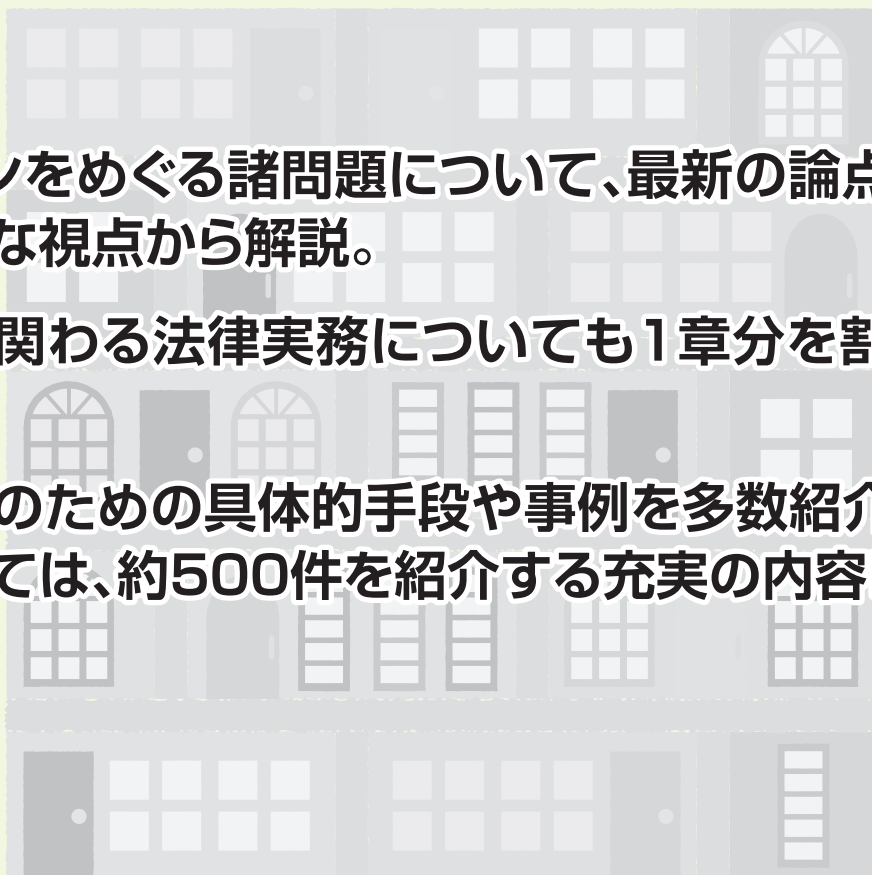 ンをめぐる諸問題について、最新の論点
な視点から解説。
関わる法律実務についても1章分を割
のための具体的手段や事例を多数紹介
ては、約500件を紹介する充実の内容